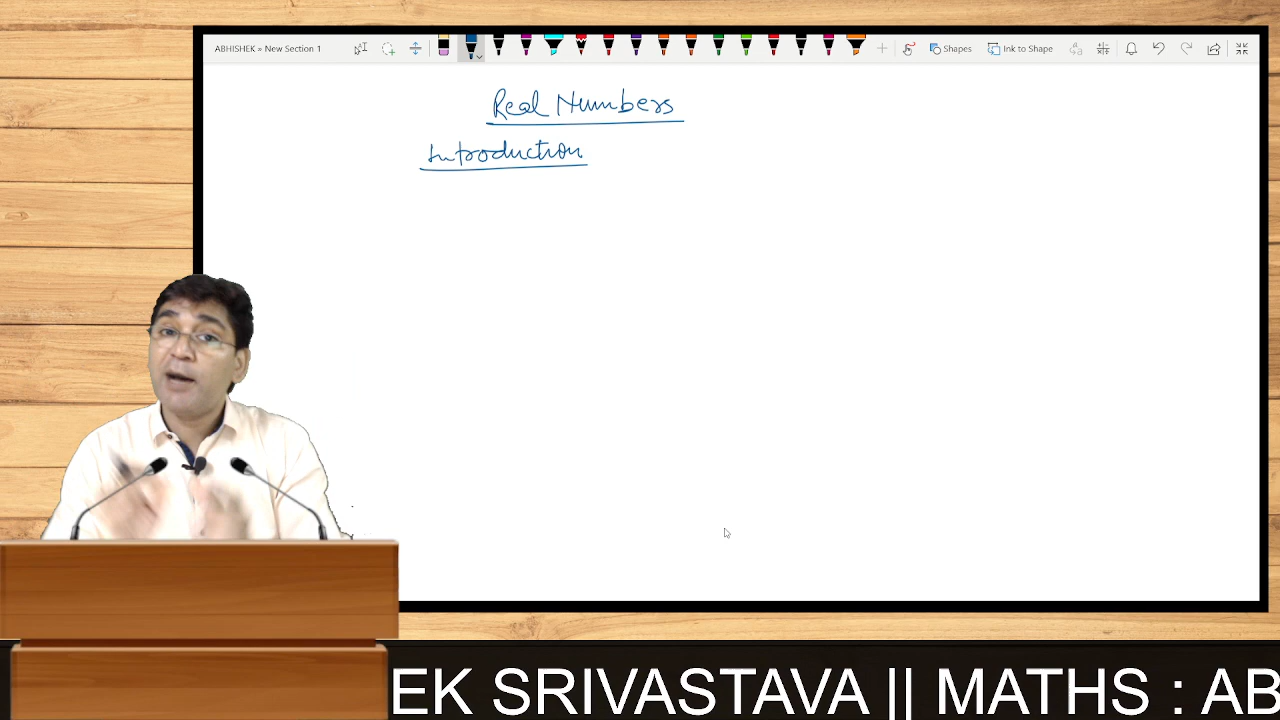 ABHISHEK » New Section 1
Shapes
Ink to Shape
Real Numbers
Introduction
EK SRIVASTAVA || MATHS : AB